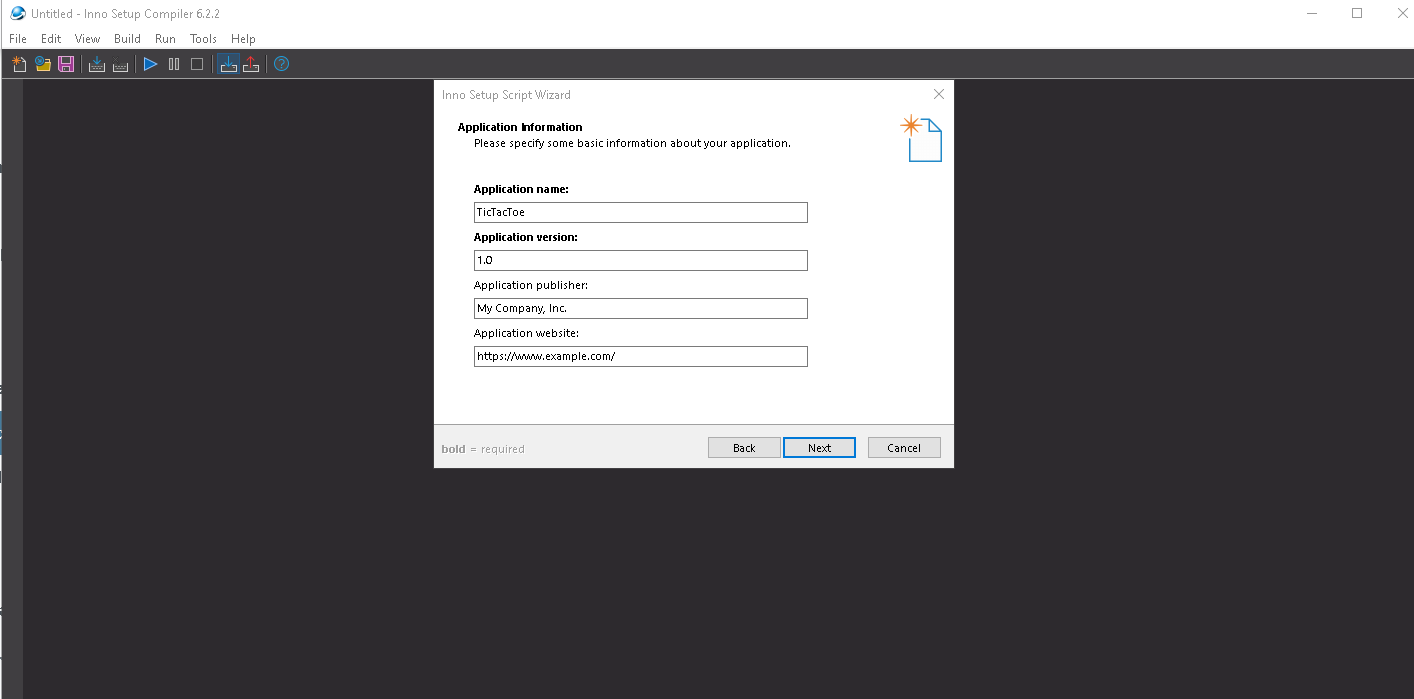 Untitled - Inno Setup Compiler 6.2.2
File Edit View Build Run Tools Help
Inno Setup Script Wizard
Application Information
Please specify some basic information about your application.
Application name:
TicTacToe
Application version:
1.0
Application publisher:
My Company, Inc.
Application website:
https://www.example.com/
bold = required
Back Next Cancel